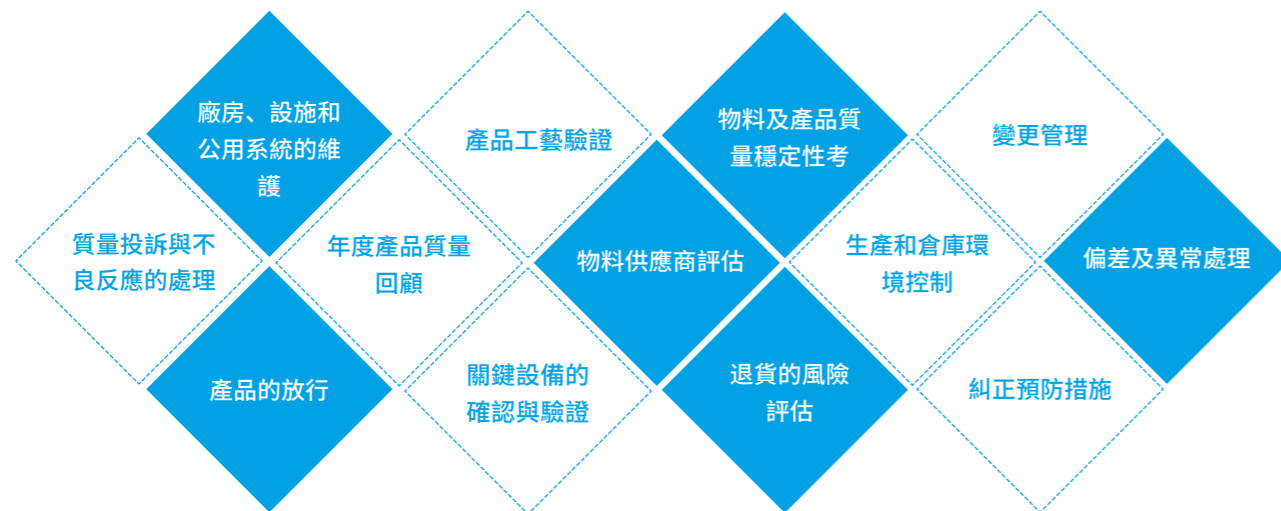 廠房、設施和
公用系統的維
護
產品工藝驗證
物料及產品質
量穩定性考
變更管理
質量投訴與不
良反應的處理
年度產品質量
回顧
物料供應商評估
生產和倉庫環
境控制
偏差及異常處理
產品的放行
關鍵設備的
確認與驗證
退貨的風險
評估
糾正預防措施